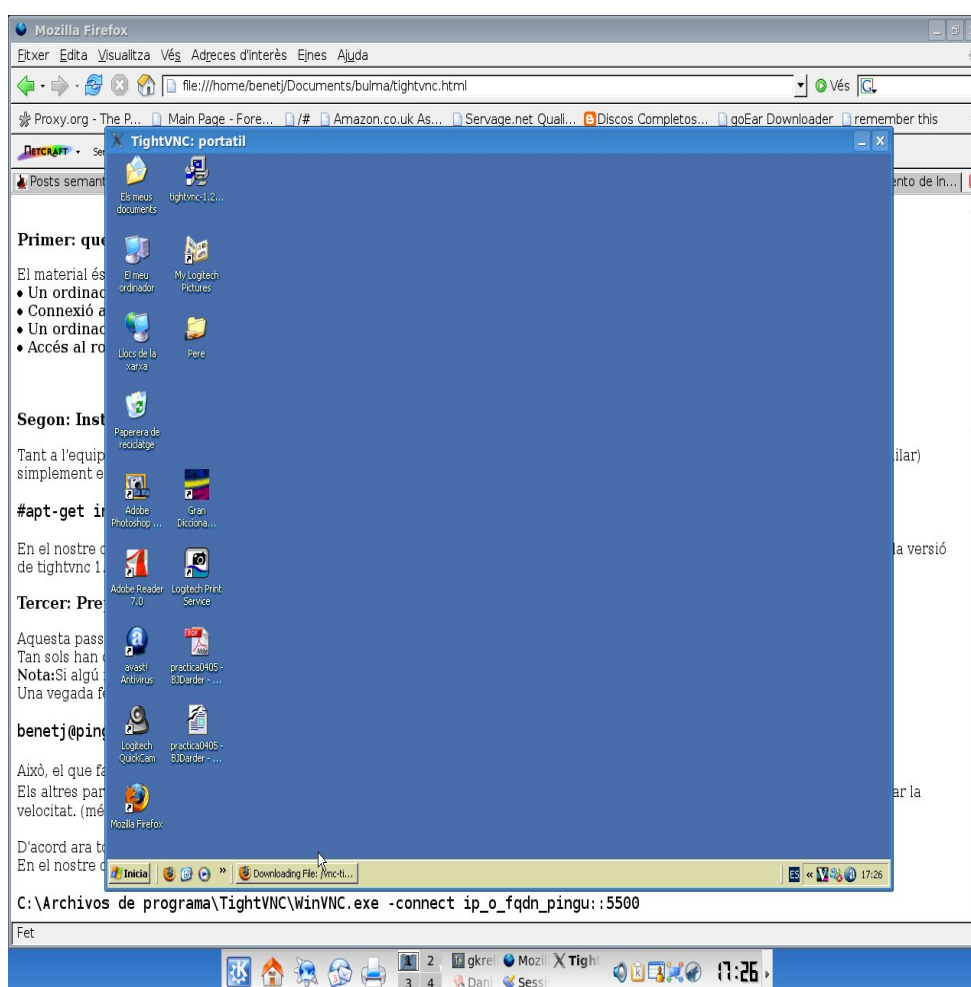 Mozilla Firefox
Fitxer Edita Visualitza Vés Adreces d'interès Eines Ajuda
file:///home/benetj/Documents/bulma/tightvnc.html
Vés
Proxy.org - The P... Main Page - Fore... /# Amazon.co.uk As... Servage.net Quali... Discos Completos... goEar Downloader remember this
NETCRAFT
TightVNC: portatil
Posts semant
ento de In...
Els meus documents
tightvnc-1.2...
Primer: que
El material és
El meu ordinador
My Logitech Pictures
• Un ordinad
• Connexió a
• Un ordinad
• Accés al ro
Llocs de la xarxa
Pere
Paperera de reciclatge
Segon: Inst
Tant a l'equip
ilar)
simplement e
Adobe Photoshop ...
Gran Dicciona...
#apt-get in
En el nostre
la versió
de tightvnc 1.
Adobe Reader 7.0
Logitech Print Service
Tercer: Pre
Aquesta pass
Tan sols han
Nota:Si algú
Una vegada fe
avast! Antivirus
practica0405 - BJDarder - ...
benetj@ping
Logitech QuickCam
practica0405 - BJDarder - ...
Això, el que fa
Els altres par
ar la
velocitat. (mé
Mozilla Firefox
D'acord ara to
En el nostre
Inicia
Downloading File: /vnc-ti...
ES
17:26
C:\Archivos de programa\TightVNC\WinVNC.exe -connect ip_o_fqdn_pingu::5500
Fet
1 2 gkrel Mozil Tigh
3 4 Dani Sess
17:26